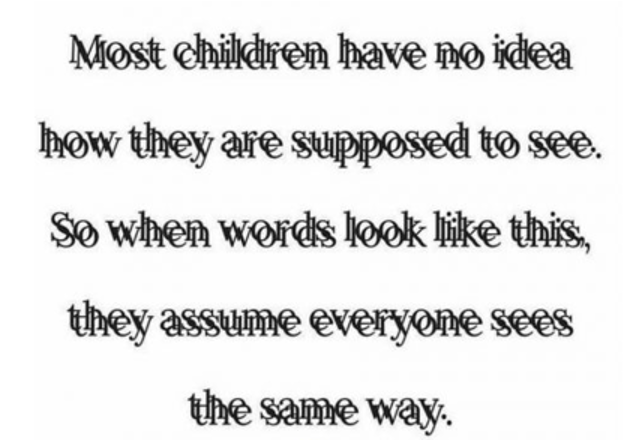 Most children have no idea
how they are supposed to see.
So when words look like this,
they assume everyone sees
the same way.